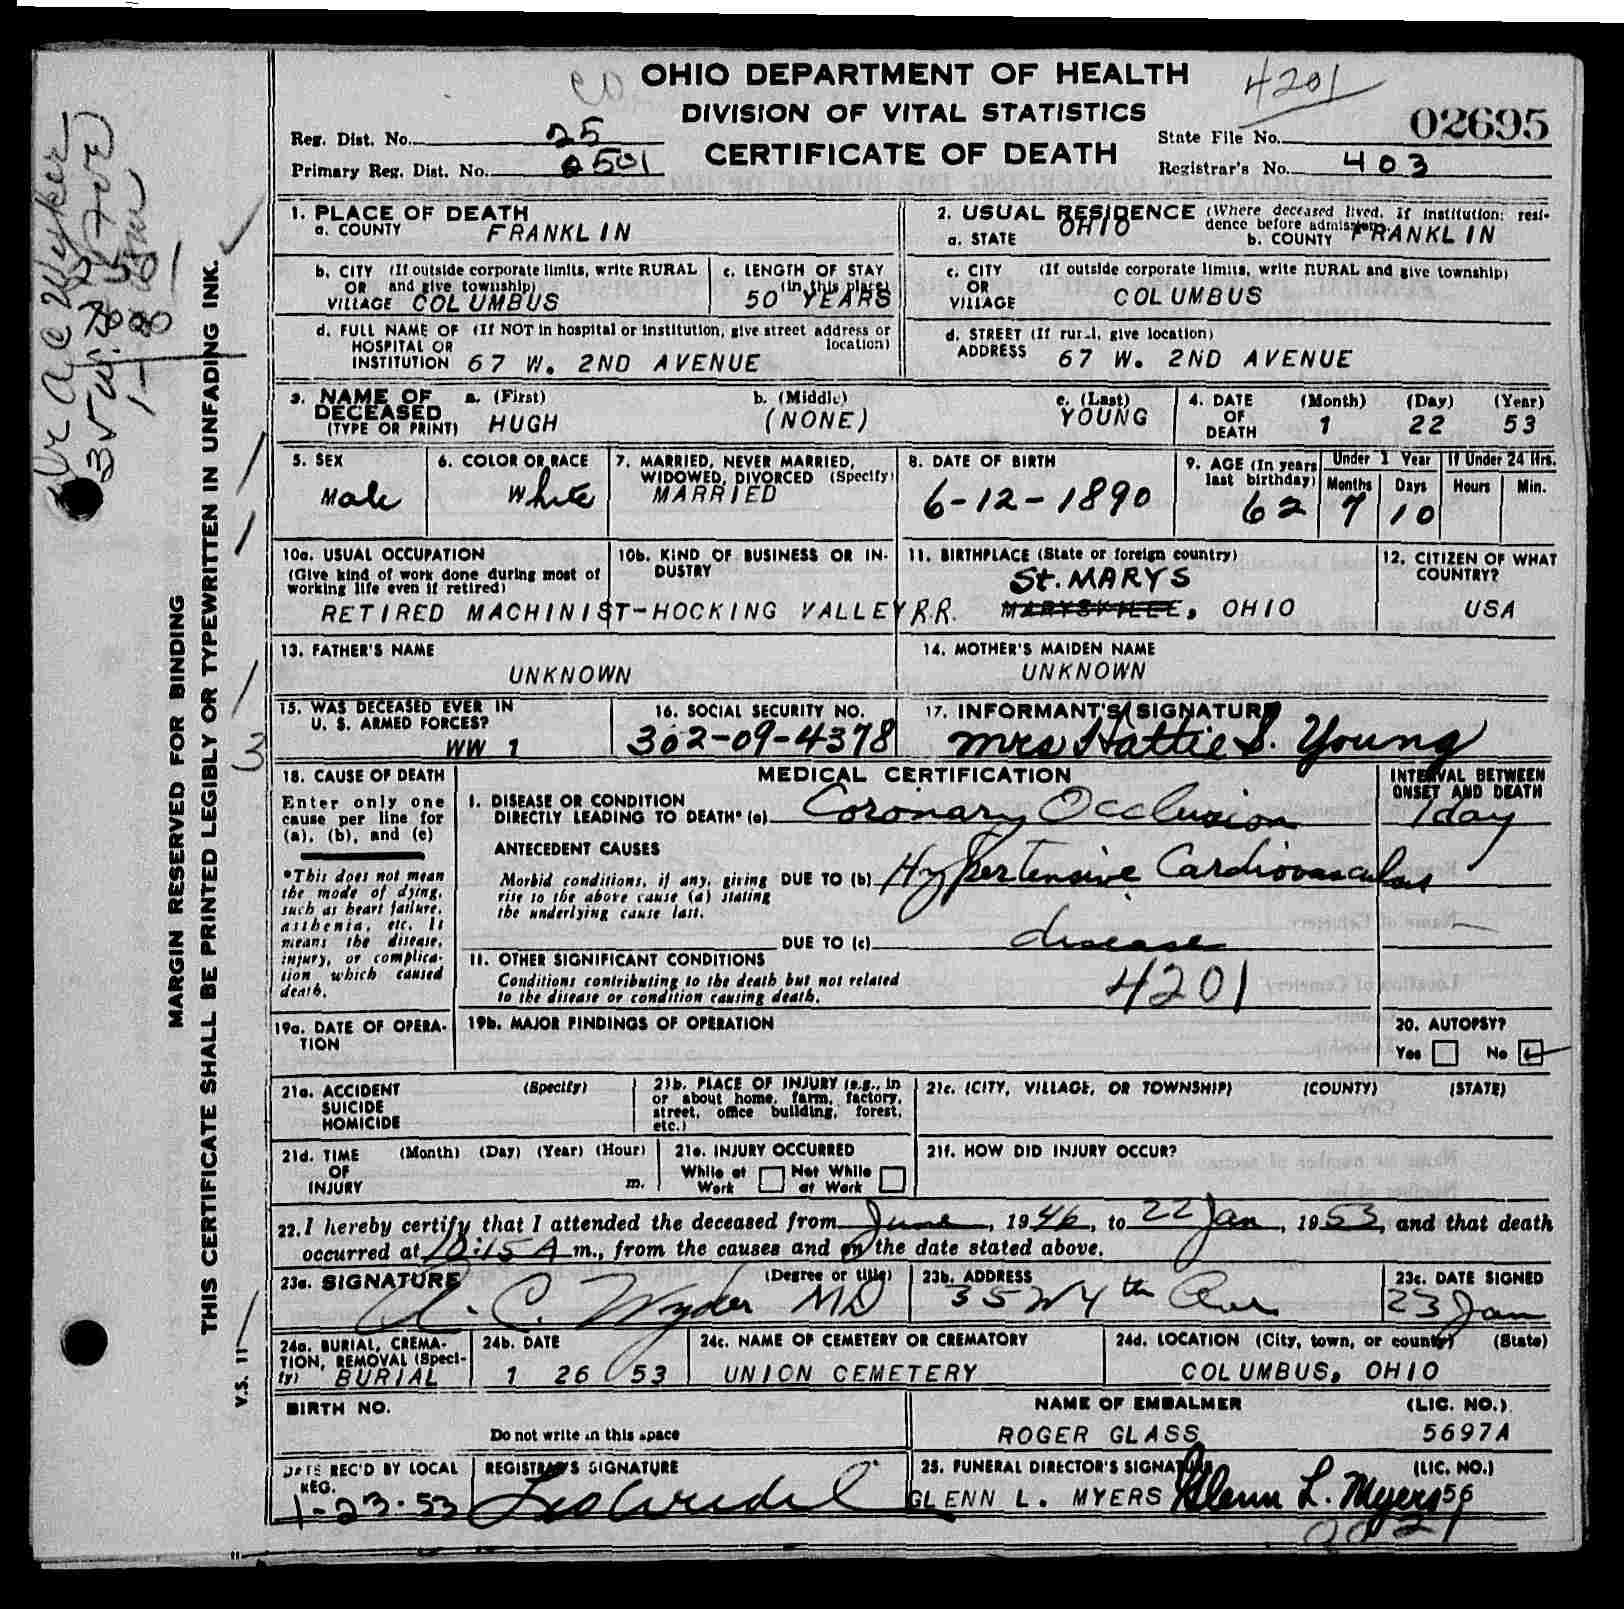 OHIO DEPARTMENT OF HEALTH
4201
DIVISION OF VITAL STATISTICS
02695
Reg. Dist. No. 25
State File No.
Primary Reg. Dist. No. 2501
CERTIFICATE OF DEATH
Registrar's No. 403
1. PLACE OF DEATH
a. COUNTY FRANKLIN
2. USUAL RESIDENCE (Where deceased lived. If institution: resi-
dence before admission)
a. STATE OHIO b. COUNTY FRANKLIN
b. CITY (If outside corporate limits, write RURAL
OR and give township)
VILLAGE COLUMBUS
c. LENGTH OF STAY
(in this place)
50 YEARS
c. CITY (If outside corporate limits, write RURAL and give township)
OR
VILLAGE COLUMBUS
d. FULL NAME OF (If NOT in hospital or institution, give street address or
HOSPITAL OR location)
INSTITUTION 67 W. 2ND AVENUE
d. STREET (If rural, give location)
ADDRESS 67 W. 2ND AVENUE
3. NAME OF a. (First) b. (Middle) c. (Last)
DECEASED
(TYPE OR PRINT) HUGH (NONE) YOUNG
4. DATE (Month) (Day) (Year)
OF
DEATH 1 22 53
5. SEX
Male
6. COLOR OR RACE
White
7. MARRIED, NEVER MARRIED,
WIDOWED, DIVORCED (Specify)
MARRIED
8. DATE OF BIRTH
6-12-1890
9. AGE (In years
last birthday)
62
Under 1 Year
Months Days
7 10
If Under 24 Hrs.
Hours Min.
10a. USUAL OCCUPATION
(Give kind of work done during most of
working life even if retired)
10b. KIND OF BUSINESS OR IN-
DUSTRY
RETIRED MACHINIST-HOCKING VALLEY R.R.
11. BIRTHPLACE (State or foreign country)
St. MARYS
OHIO
12. CITIZEN OF WHAT
COUNTRY?
USA
13. FATHER'S NAME
UNKNOWN
14. MOTHER'S MAIDEN NAME
UNKNOWN
15. WAS DECEASED EVER IN
U. S. ARMED FORCES?
WW 1
16. SOCIAL SECURITY NO.
302-09-4378
17. INFORMANT'S SIGNATURE
Mrs Hattie S. Young
18. CAUSE OF DEATH
Enter only one
cause per line for
(a), (b), and (c)
*This does not mean
the mode of dying,
such as heart failure,
asthenia, etc. It
means the disease,
injury, or complica-
tion which caused
death.
MEDICAL CERTIFICATION
INTERVAL BETWEEN
ONSET AND DEATH
I. DISEASE OR CONDITION
DIRECTLY LEADING TO DEATH* (a) Coronary Occlusion 1 day
ANTECEDENT CAUSES
Morbid conditions, if any, giving DUE TO (b) Hypertensive Cardiovascular
rise to the above cause (a) stating
the underlying cause last.
DUE TO (c) disease
II. OTHER SIGNIFICANT CONDITIONS
Conditions contributing to the death but not related
to the disease or condition causing death.
4201
19a. DATE OF OPERA-
TION
19b. MAJOR FINDINGS OF OPERATION
20. AUTOPSY?
Yes No
21a. ACCIDENT (Specify)
SUICIDE
HOMICIDE
21b. PLACE OF INJURY (e.g., in
or about home, farm, factory,
street, office building, forest,
etc.)
21c. (CITY, VILLAGE, OR TOWNSHIP) (COUNTY) (STATE)
21d. TIME (Month) (Day) (Year) (Hour)
OF
INJURY m.
21e. INJURY OCCURRED
While at Not While
Work at Work
21f. HOW DID INJURY OCCUR?
22. I hereby certify that I attended the deceased from June, 1946, to 22 Jan, 1953, and that death
occurred at 10:15 A m., from the causes and on the date stated above.
23a. SIGNATURE (Degree or title)
A. C. Wyder MD
23b. ADDRESS
35 W 4th Ave
23c. DATE SIGNED
23 Jan
24a. BURIAL, CREMA-
TION, REMOVAL (Speci-
fy) BURIAL
24b. DATE
1 26 53
24c. NAME OF CEMETERY OR CREMATORY
UNION CEMETERY
24d. LOCATION (City, town, or county) (State)
COLUMBUS, OHIO
BIRTH NO.
Do not write in this space
NAME OF EMBALMER (LIC. NO.)
ROGER GLASS 5697A
DATE REC'D BY LOCAL
REG.
1-23-53
REGISTRAR'S SIGNATURE
25. FUNERAL DIRECTOR'S SIGNATURE (LIC. NO.)
GLENN L. MYERS Glenn L. Myers 56
MARGIN RESERVED FOR BINDING
THIS CERTIFICATE SHALL BE PRINTED LEGIBLY OR TYPEWRITTEN IN UNFADING INK.
V.S. 11
3